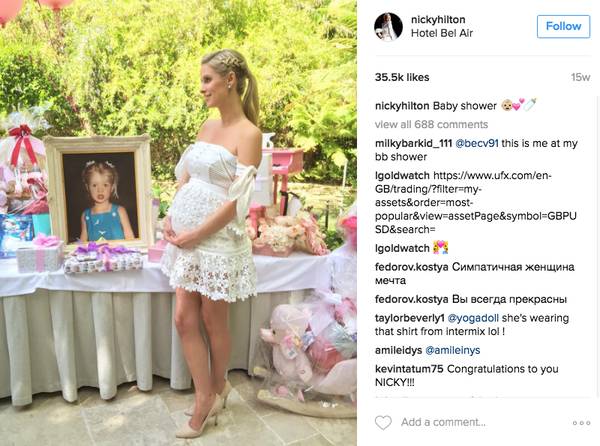 nickyhilton
Hotel Bel Air
Follow
35.5k likes
15w
nickyhilton Baby shower 👶🏼💕🍼
view all 688 comments
milkybarkid_111 @becv91 this is me at my
bb shower
lgoldwatch https://www.ufx.com/en-
GB/trading/?filter=my-
assets&order=most-
popular&view=assetPage&symbol=GBPU
SD&search=
lgoldwatch
fedorov.kostya Симпатичная женщина
мечта
fedorov.kostya Вы всегда прекрасны
taylorbeverly1 @yogadoll she's wearing
that shirt from intermix lol !
amileidys @amileinys
kevintatum75 Congratulations to you
NICKY!!!
Add a comment...